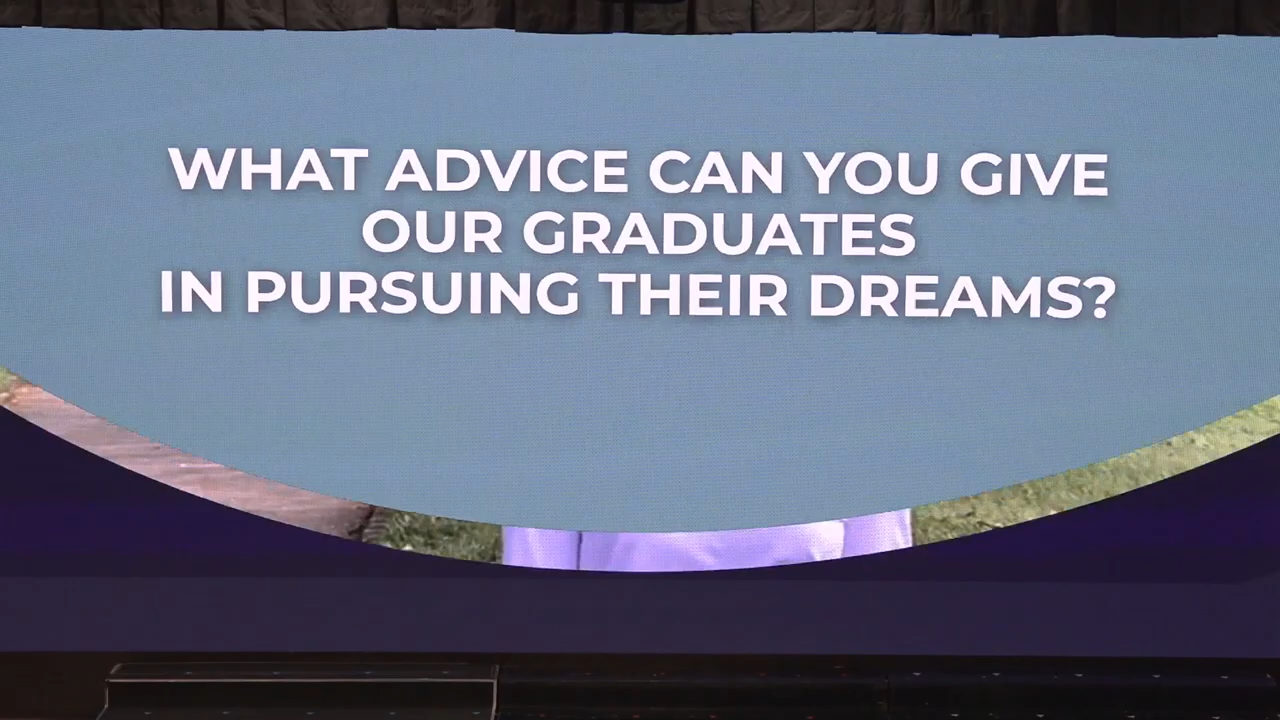 WHAT ADVICE CAN YOU GIVE
OUR GRADUATES
IN PURSUING THEIR DREAMS?